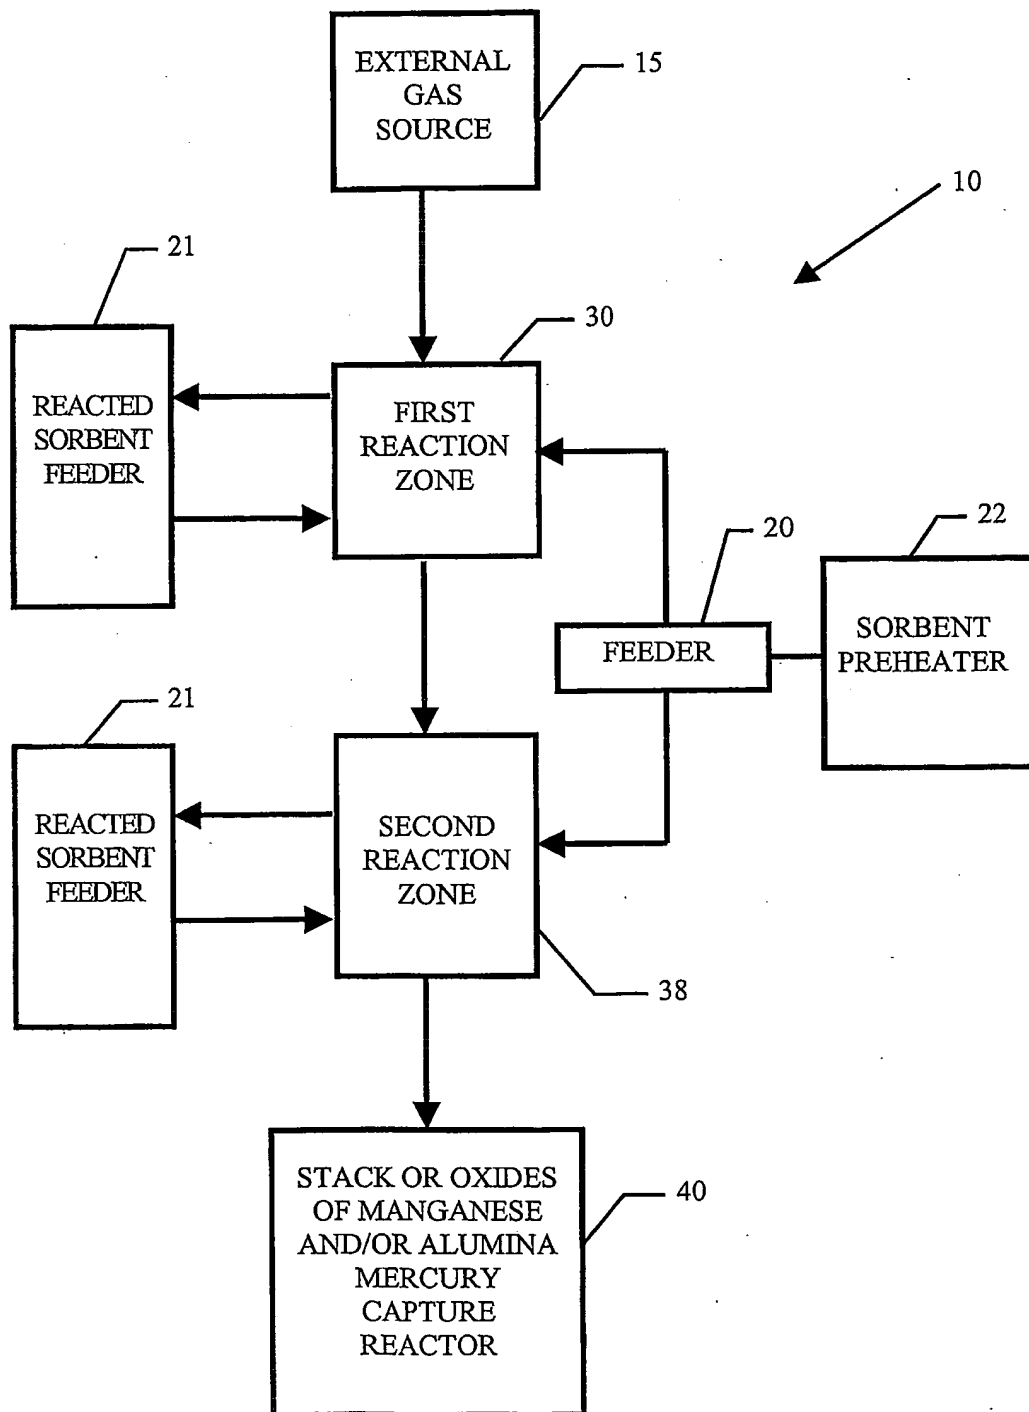 EXTERNAL
GAS
SOURCE
15
10
21
30
REACTED
SORBENT
FEEDER
FIRST
REACTION
ZONE
20
22
FEEDER
SORBENT
PREHEATER
21
REACTED
SORBENT
FEEDER
SECOND
REACTION
ZONE
38
STACK OR OXIDES
OF MANGANESE
AND/OR ALUMINA
MERCURY
CAPTURE
REACTOR
40